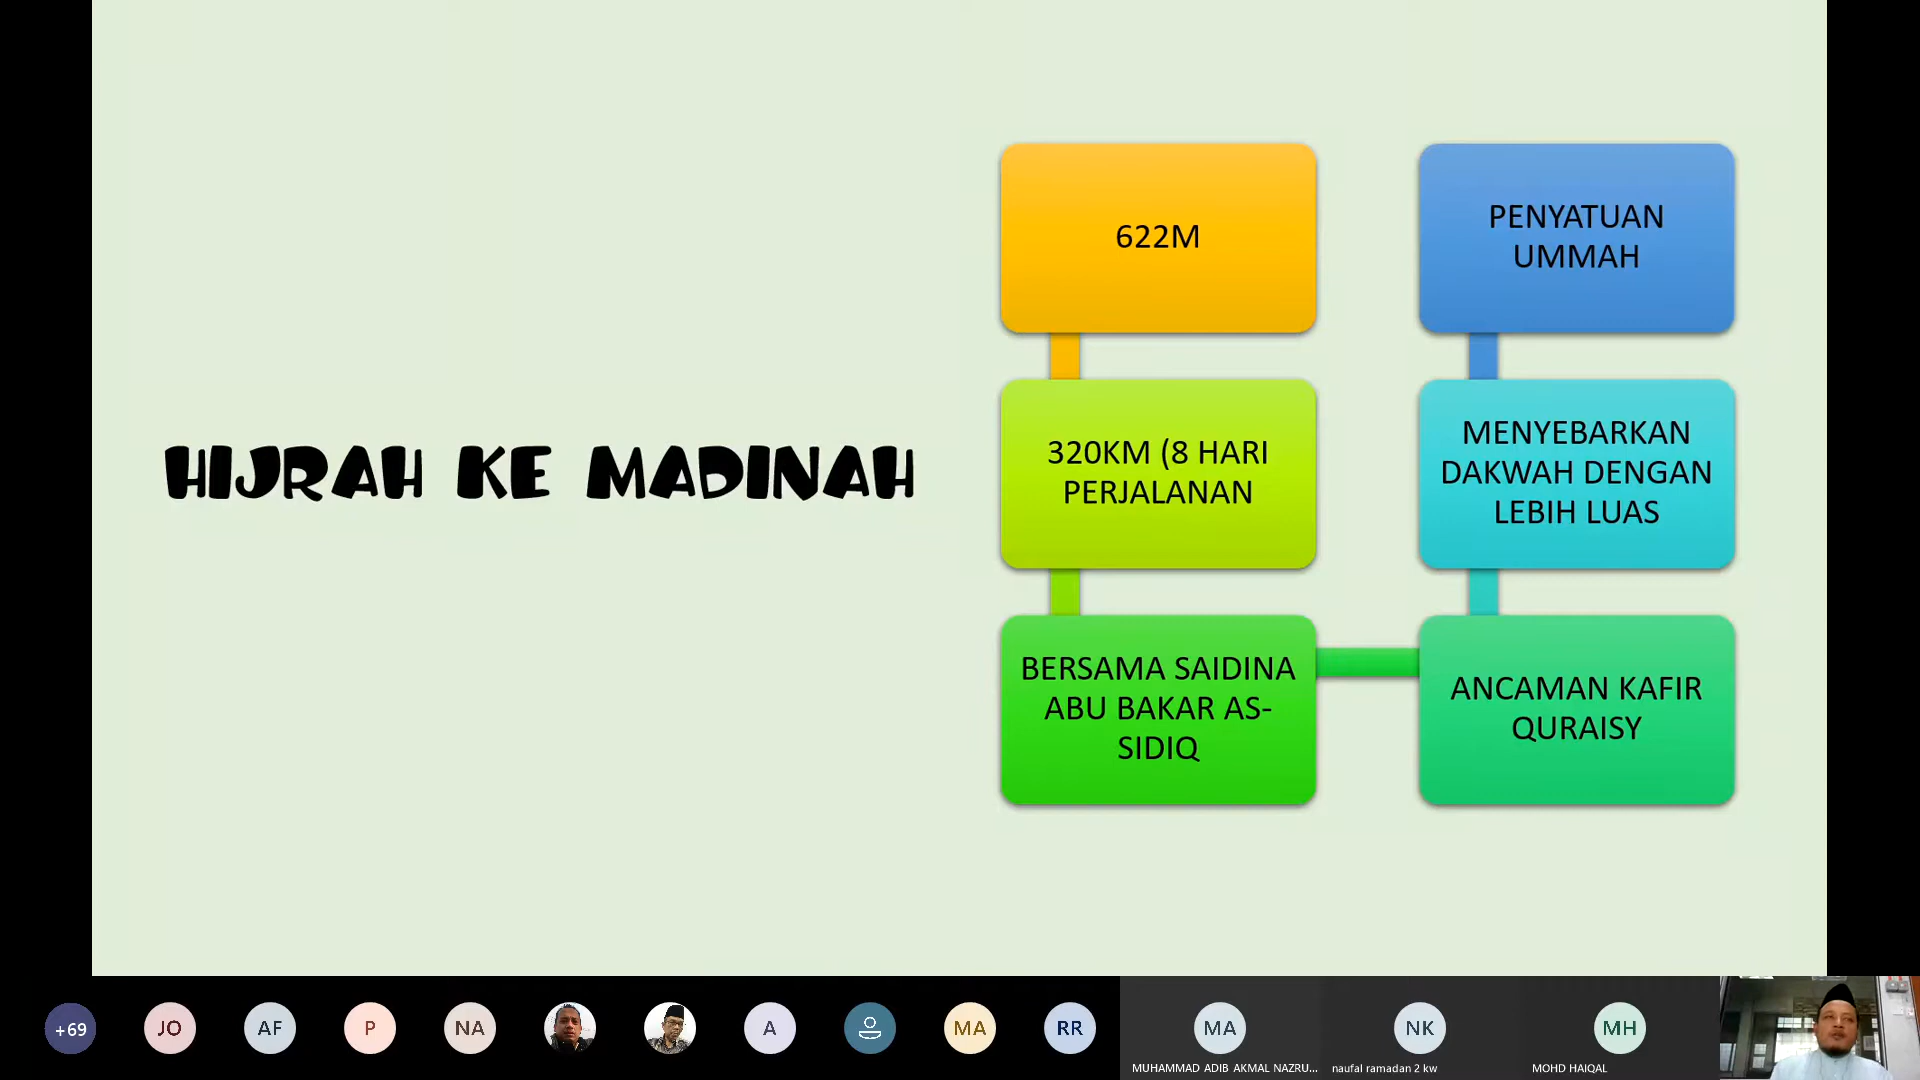 HIJRAH KE MADINAH
622M
320KM (8 HARI
PERJALANAN
BERSAMA SAIDINA
ABU BAKAR AS-
SIDIQ
ANCAMAN KAFIR
QURAISY
MENYEBARKAN
DAKWAH DENGAN
LEBIH LUAS
PENYATUAN
UMMAH
+69
JO
AF
P
NA
A
MA
RR
MA
NK
MH
MUHAMMAD ADIB AKMAL NAZRU...
naufal ramadan 2 kw
MOHD HAIQAL